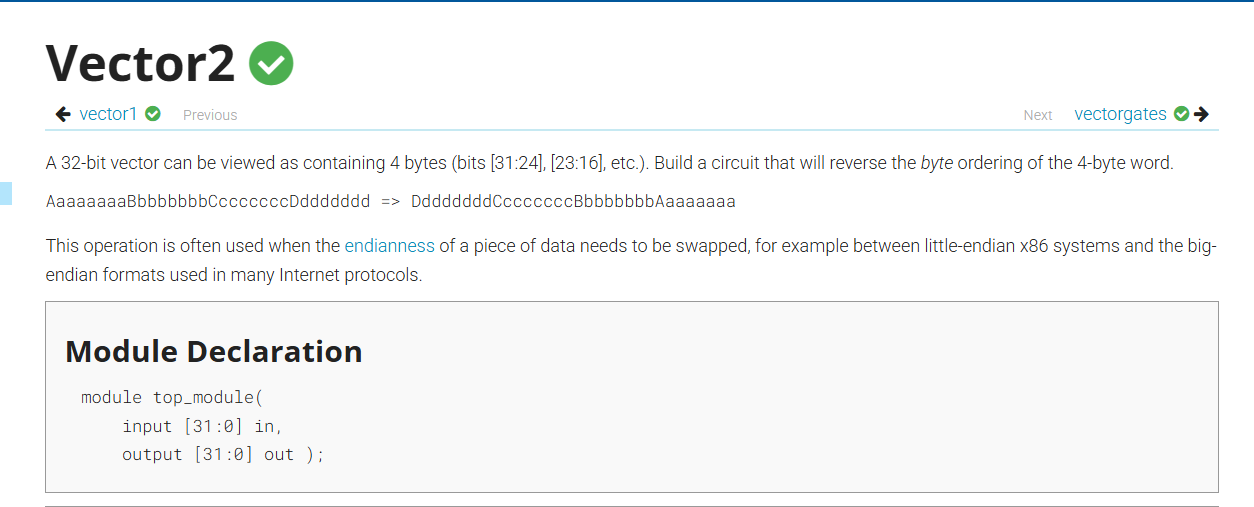 Vector2
vector1 Previous
Next vectorgates
A 32-bit vector can be viewed as containing 4 bytes (bits [31:24], [23:16], etc.). Build a circuit that will reverse the byte ordering of the 4-byte word.
AaaaaaaaBbbbbbbbCcccccccDddddddd => DdddddddCcccccccBbbbbbbbAaaaaaaa
This operation is often used when the endianness of a piece of data needs to be swapped, for example between little-endian x86 systems and the big-
endian formats used in many Internet protocols.
Module Declaration
module top_module(
    input [31:0] in,
    output [31:0] out );